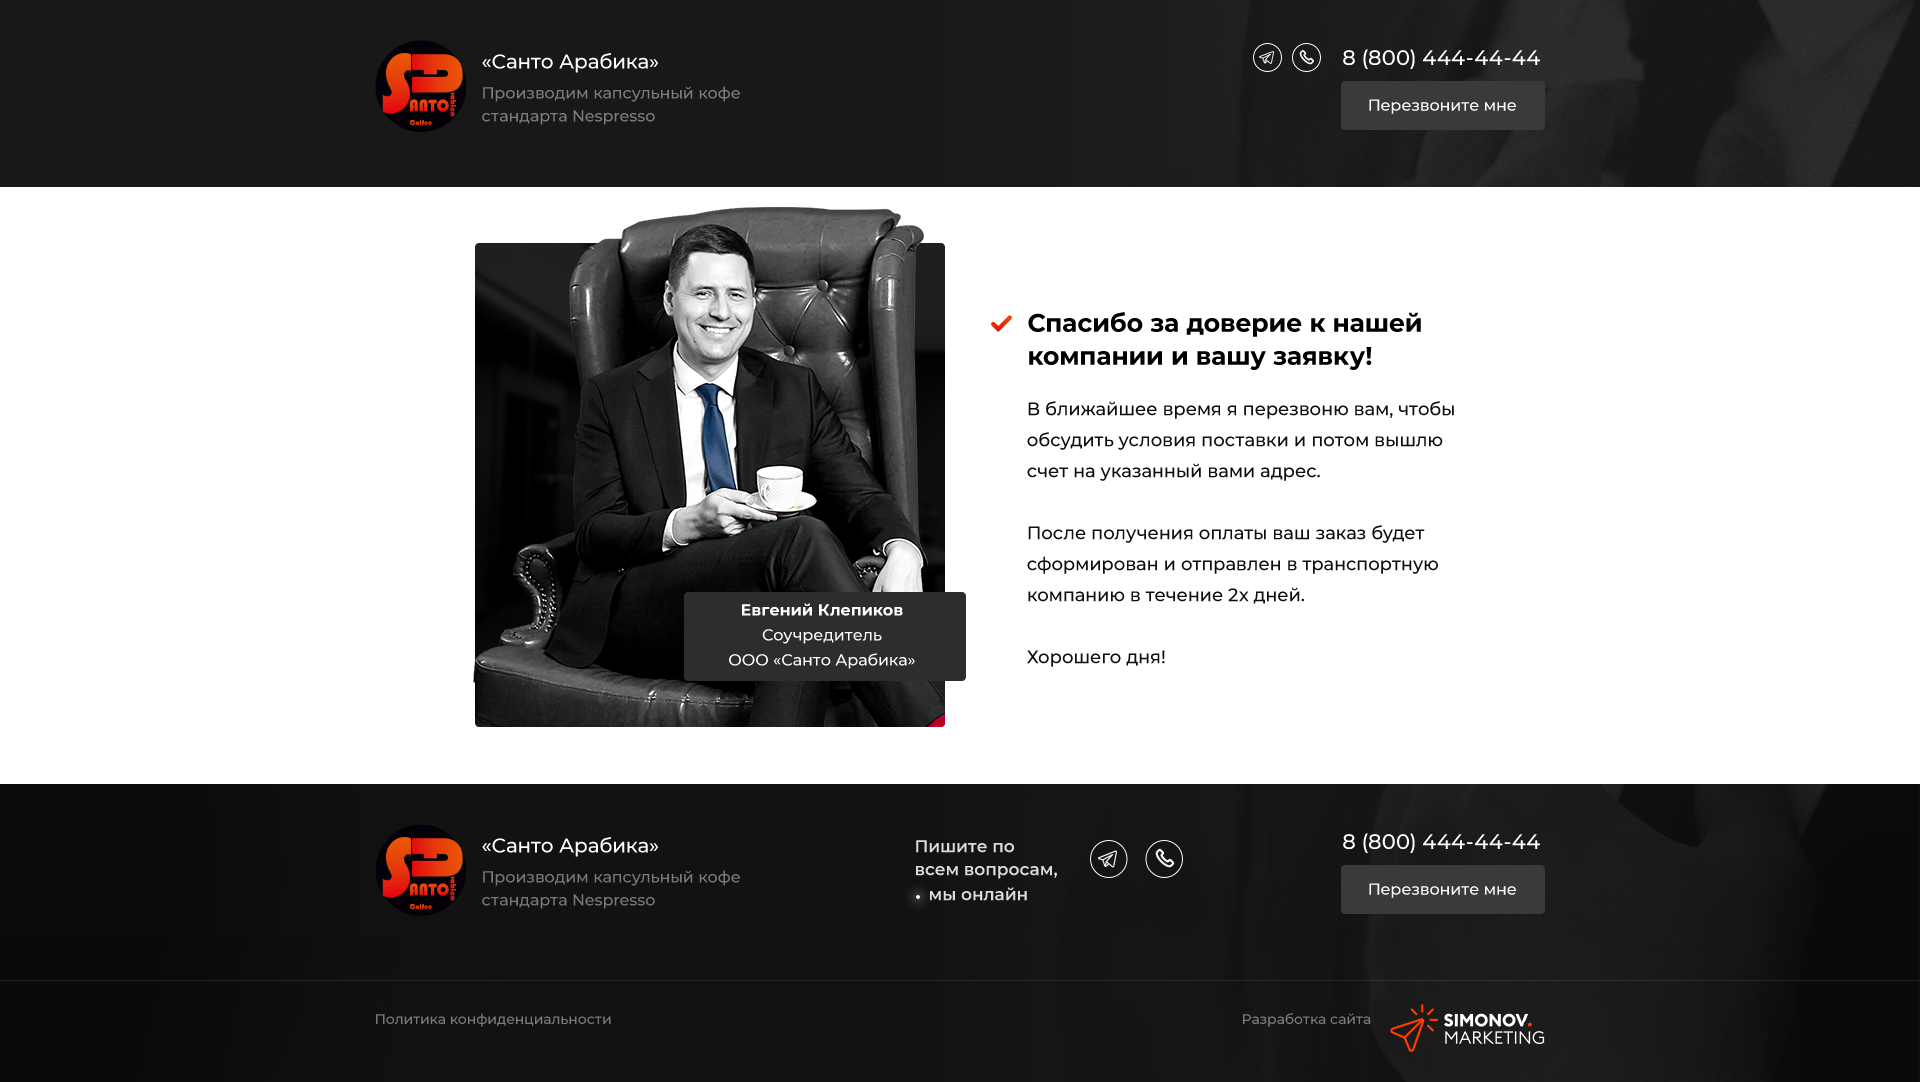 SANTO
Arabian
Coffee
«Санто Арабика»
Производим капсульный кофе
стандарта Nespresso
8 (800) 444-44-44
Перезвоните мне
Спасибо за доверие к нашей
компании и вашу заявку!
В ближайшее время я перезвоню вам, чтобы
обсудить условия поставки и потом вышлю
счет на указанный вами адрес.
После получения оплаты ваш заказ будет
сформирован и отправлен в транспортную
компанию в течение 2х дней.
Хорошего дня!
Евгений Клепиков
Соучредитель
ООО «Санто Арабика»
SANTO
Arabian
Coffee
«Санто Арабика»
Производим капсульный кофе
стандарта Nespresso
Пишите по
всем вопросам,
• мы онлайн
8 (800) 444-44-44
Перезвоните мне
Политика конфиденциальности
Разработка сайта
SIMONOV.
MARKETING